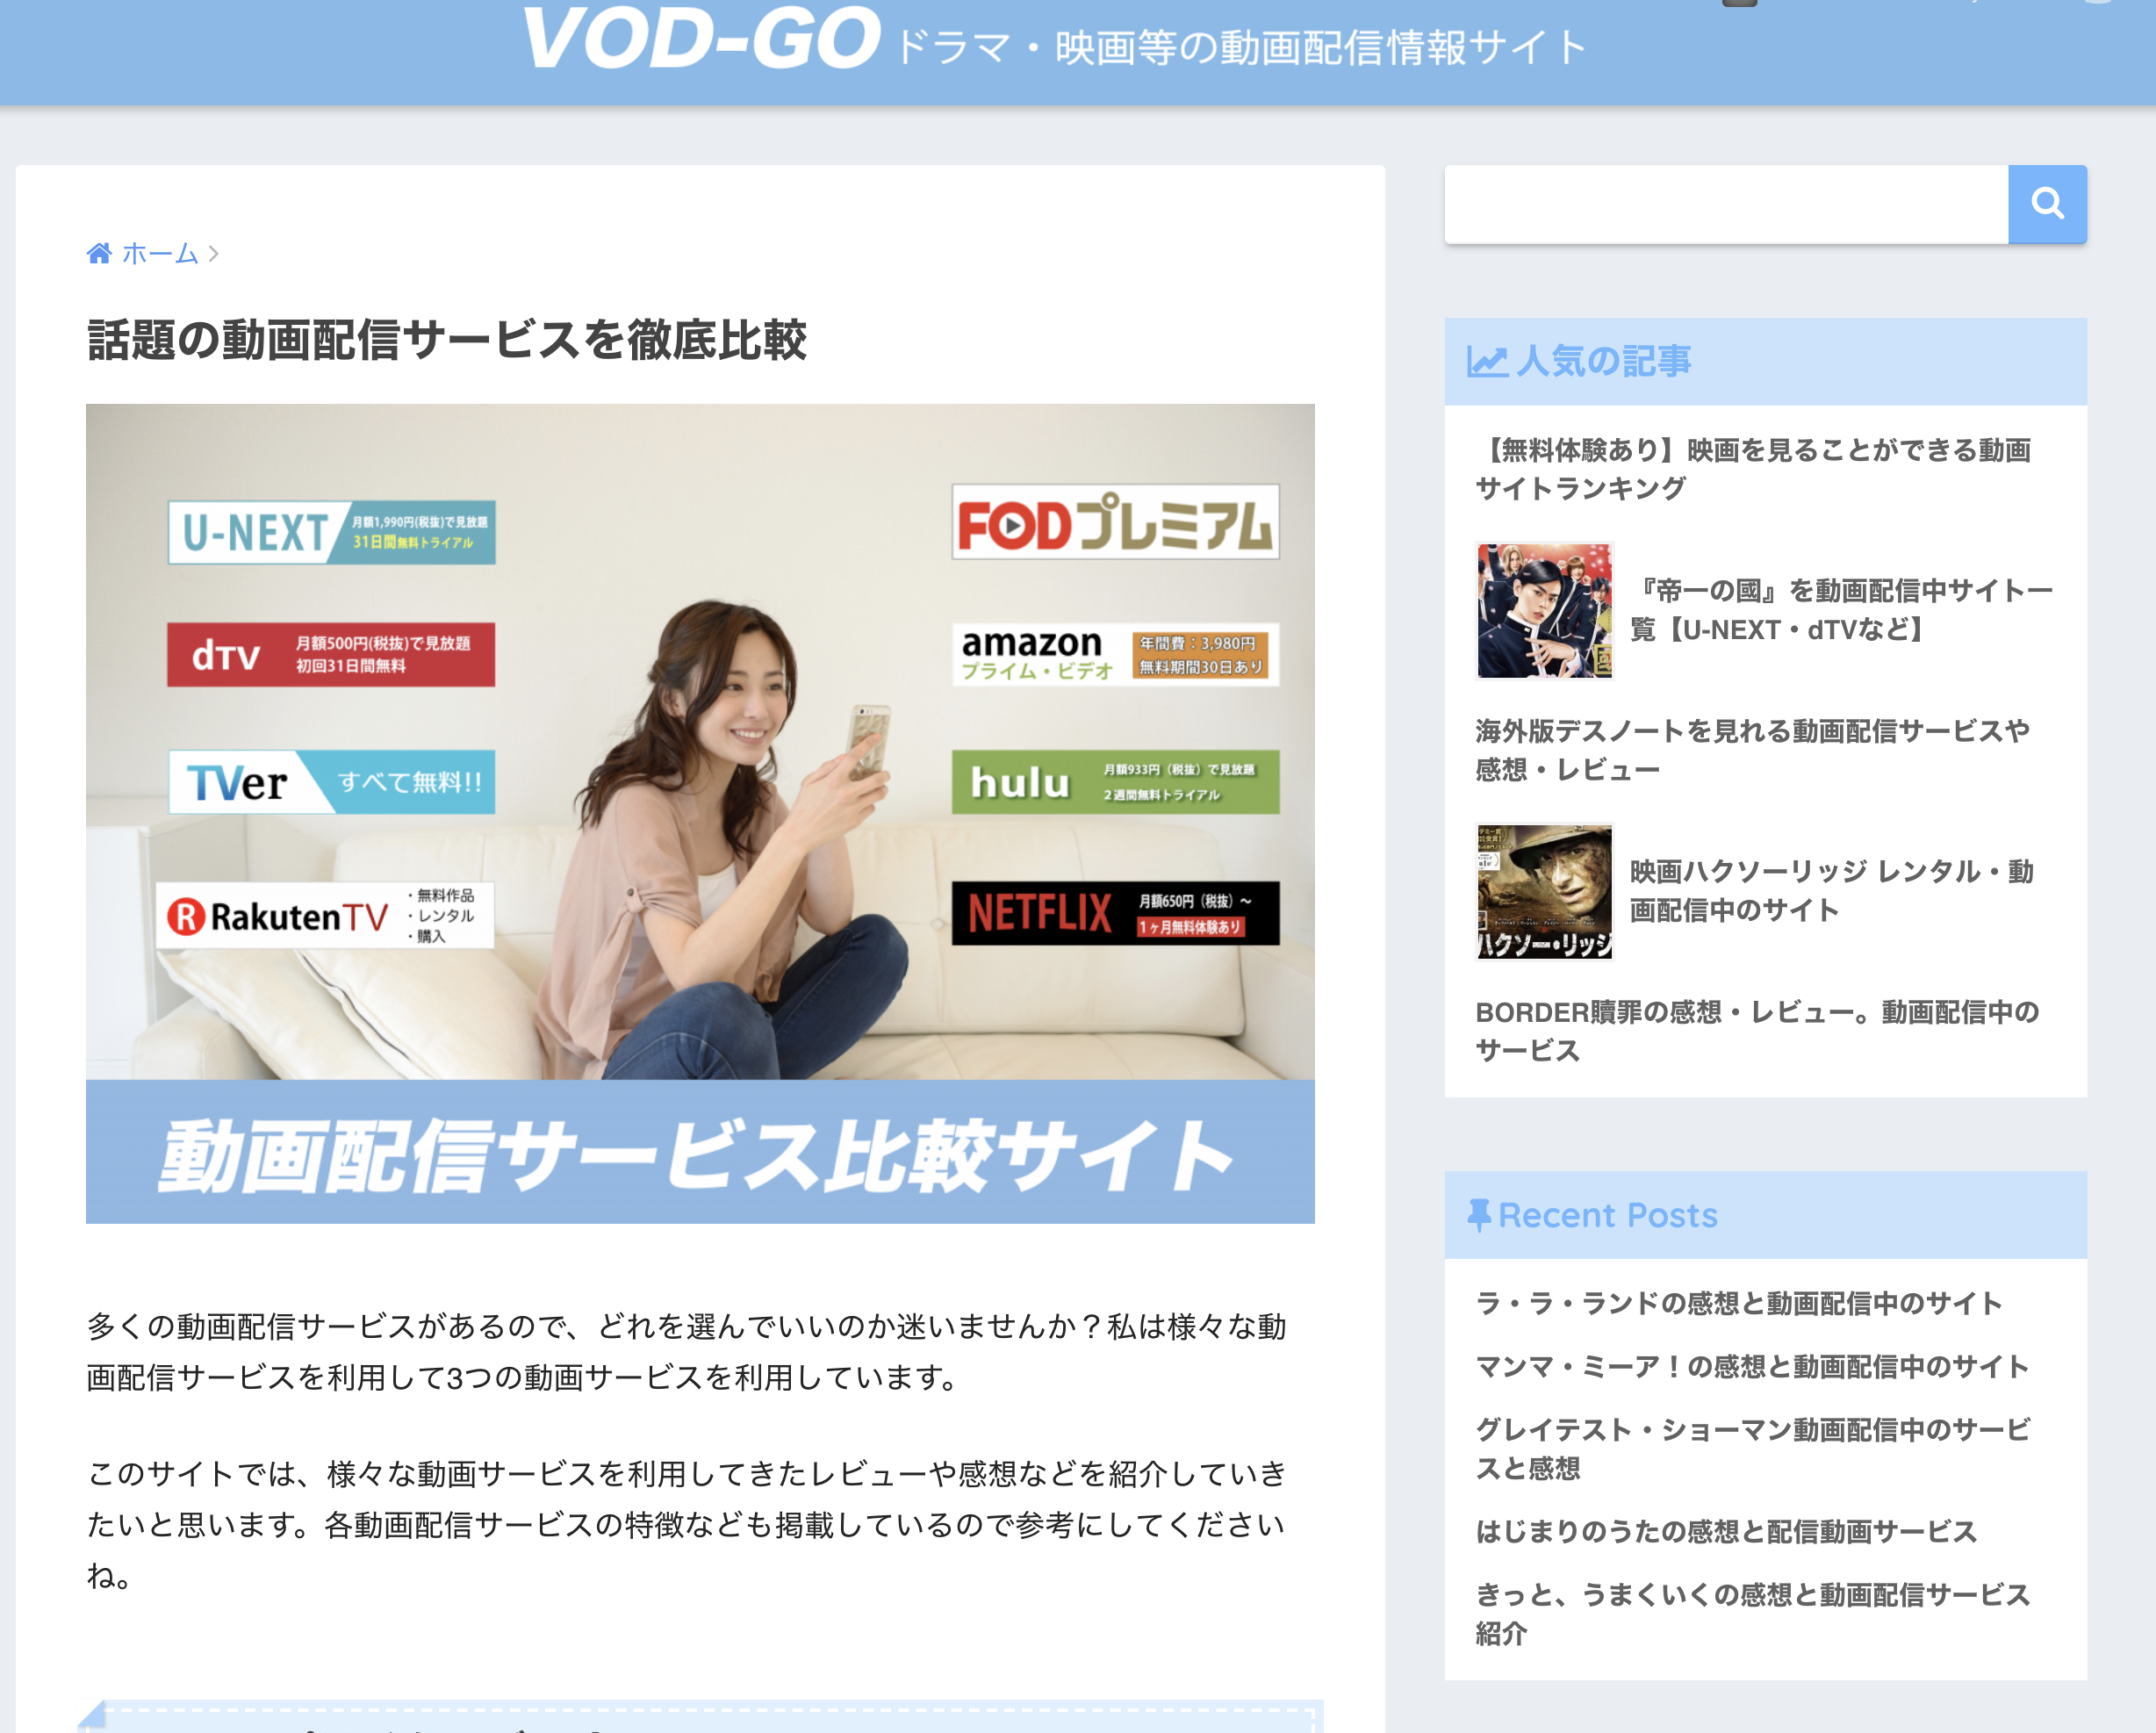 VOD-GO ドラマ・映画等の動画配信情報サイト
ホーム
話題の動画配信サービスを徹底比較
U-NEXT 月額1,990円(税抜)で見放題
31日間無料トライアル
FODプレミアム
dTV 月額500円(税抜)で見放題
初回31日間無料
amazon 年間費：3,980円
プライム・ビデオ 無料期間30日あり
TVer すべて無料!!
hulu 月額933円（税抜）で見放題
２週間無料トライアル
RakutenTV ・無料作品
・レンタル
・購入
NETFLIX 月額650円（税抜）～
1ヶ月無料体験あり
動画配信サービス比較サイト
多くの動画配信サービスがあるので、どれを選んでいいのか迷いませんか？私は様々な動
画配信サービスを利用して3つの動画サービスを利用しています。
このサイトでは、様々な動画サービスを利用してきたレビューや感想などを紹介していき
たいと思います。各動画配信サービスの特徴なども掲載しているので参考にしてください
ね。
人気の記事
【無料体験あり】映画を見ることができる動画
サイトランキング
『帝一の國』を動画配信中サイト一
覧【U-NEXT・dTVなど】
海外版デスノートを見れる動画配信サービスや
感想・レビュー
ハクソー・リッジ
映画ハクソーリッジ レンタル・動
画配信中のサイト
BORDER贖罪の感想・レビュー。動画配信中の
サービス
Recent Posts
ラ・ラ・ランドの感想と動画配信中のサイト
マンマ・ミーア！の感想と動画配信中のサイト
グレイテスト・ショーマン動画配信中のサービ
スと感想
はじまりのうたの感想と配信動画サービス
きっと、うまくいくの感想と動画配信サービス
紹介